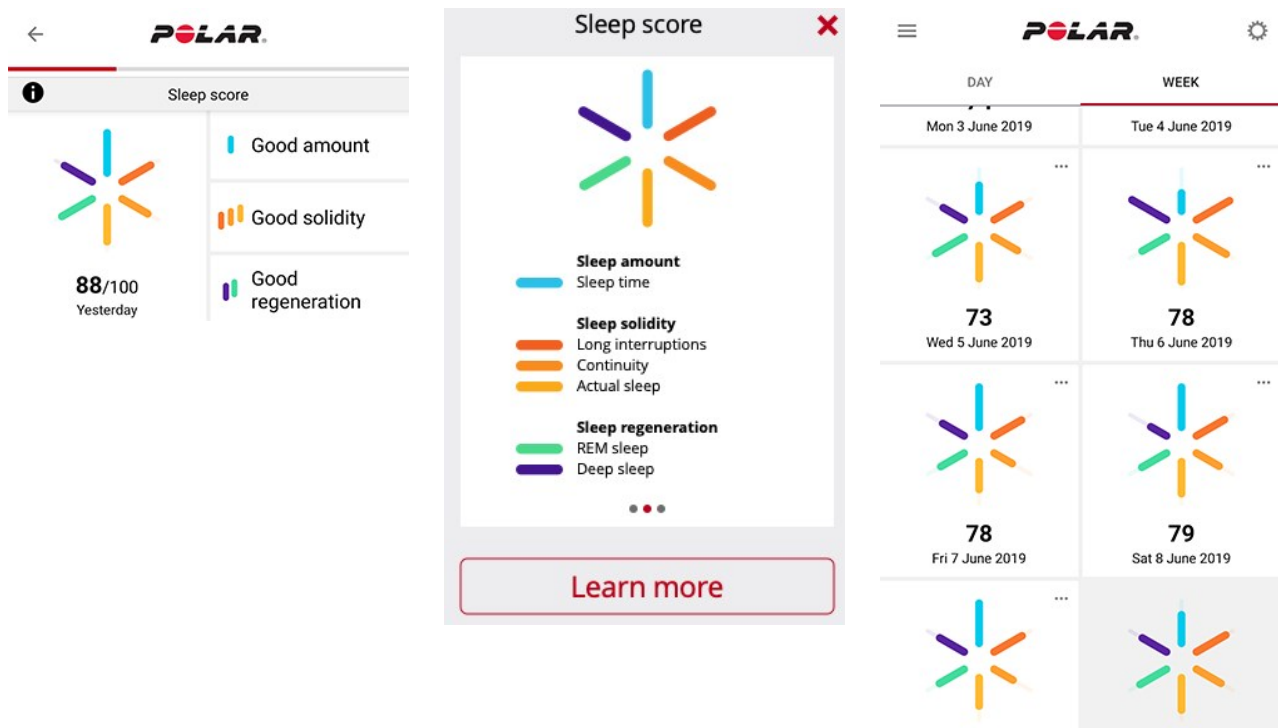 POLAR
Sleep score
Good amount
Good solidity
Good
regeneration
88/100
Yesterday
Sleep score
Sleep amount
Sleep time
Sleep solidity
Long interruptions
Continuity
Actual sleep
Sleep regeneration
REM sleep
Deep sleep
Learn more
POLAR
DAY
WEEK
Mon 3 June 2019
Tue 4 June 2019
73
Wed 5 June 2019
78
Thu 6 June 2019
78
Fri 7 June 2019
79
Sat 8 June 2019